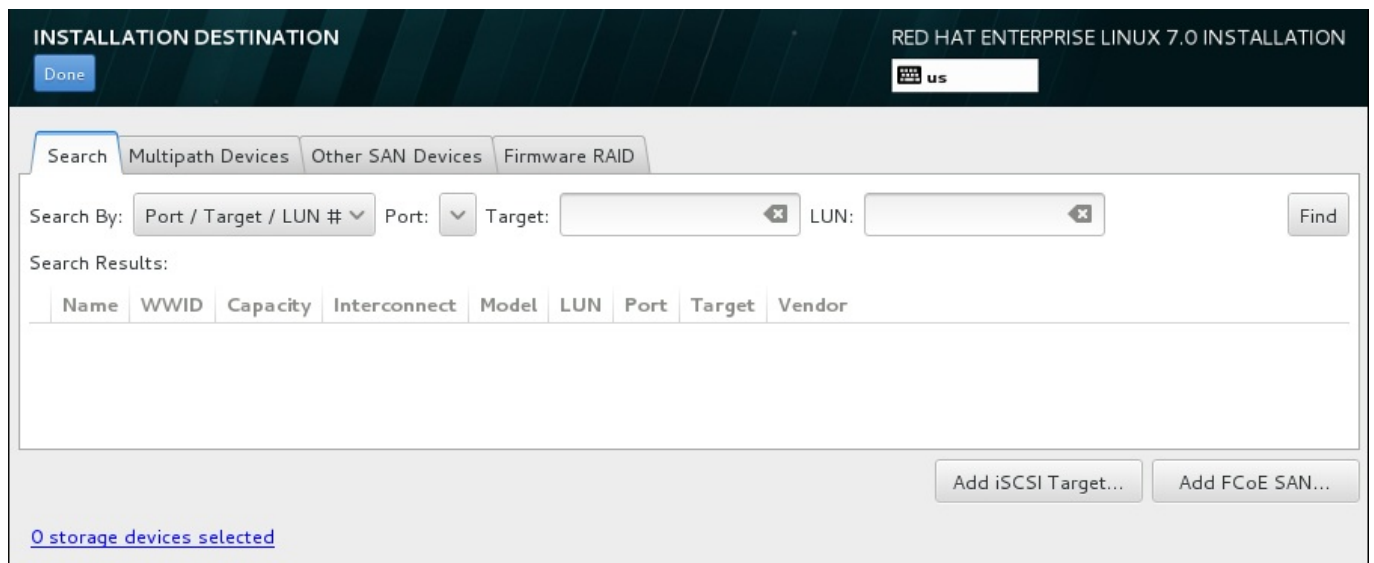 INSTALLATION DESTINATION
RED HAT ENTERPRISE LINUX 7.0 INSTALLATION
Done
us
Search Multipath Devices Other SAN Devices Firmware RAID
Search By: Port / Target / LUN # Port: Target: LUN: Find
Search Results:
Name WWID Capacity Interconnect Model LUN Port Target Vendor
Add iSCSI Target... Add FCoE SAN...
0 storage devices selected